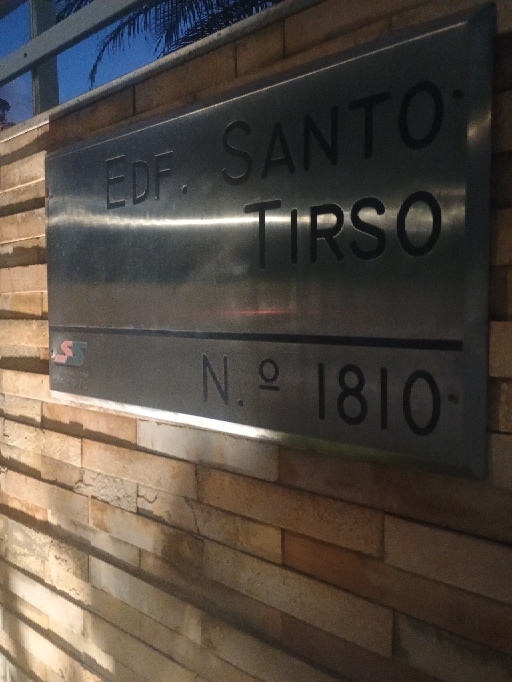 EDF. SANTO
TIRSO
N.º 1810